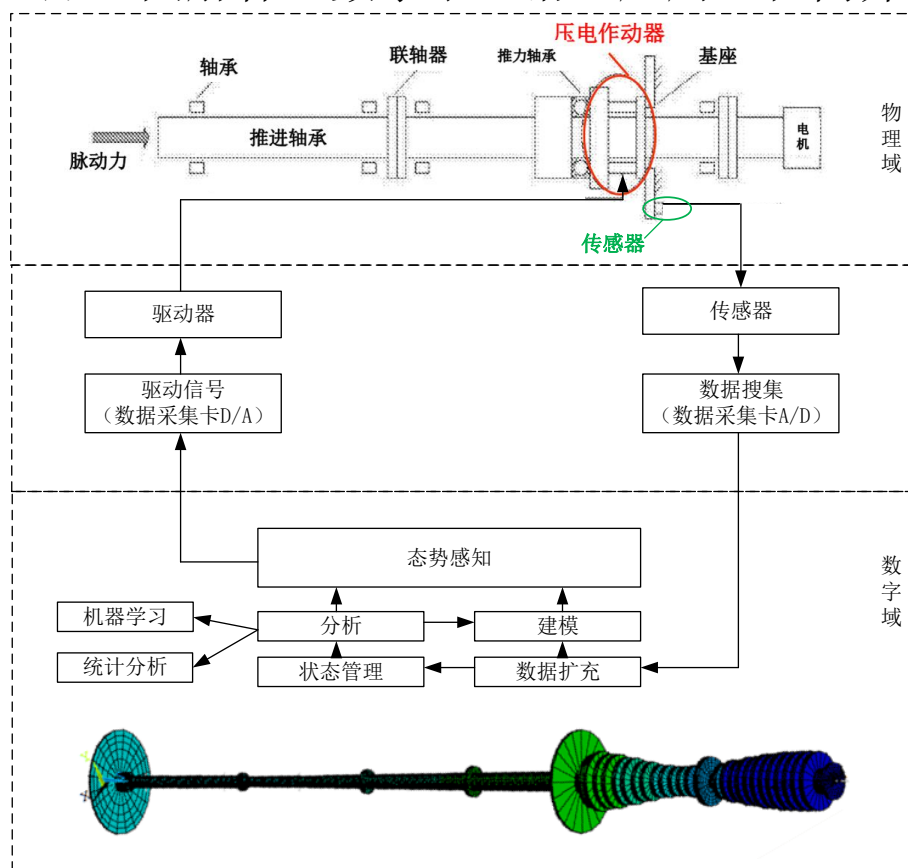 压电作动器
轴承
联轴器
推力轴承
基座
脉动力
推进轴承
电机
物理域
传感器
驱动器
传感器
驱动信号
（数据采集卡D/A）
数据搜集
（数据采集卡A/D）
态势感知
数字域
机器学习
分析
建模
统计分析
状态管理
数据扩充